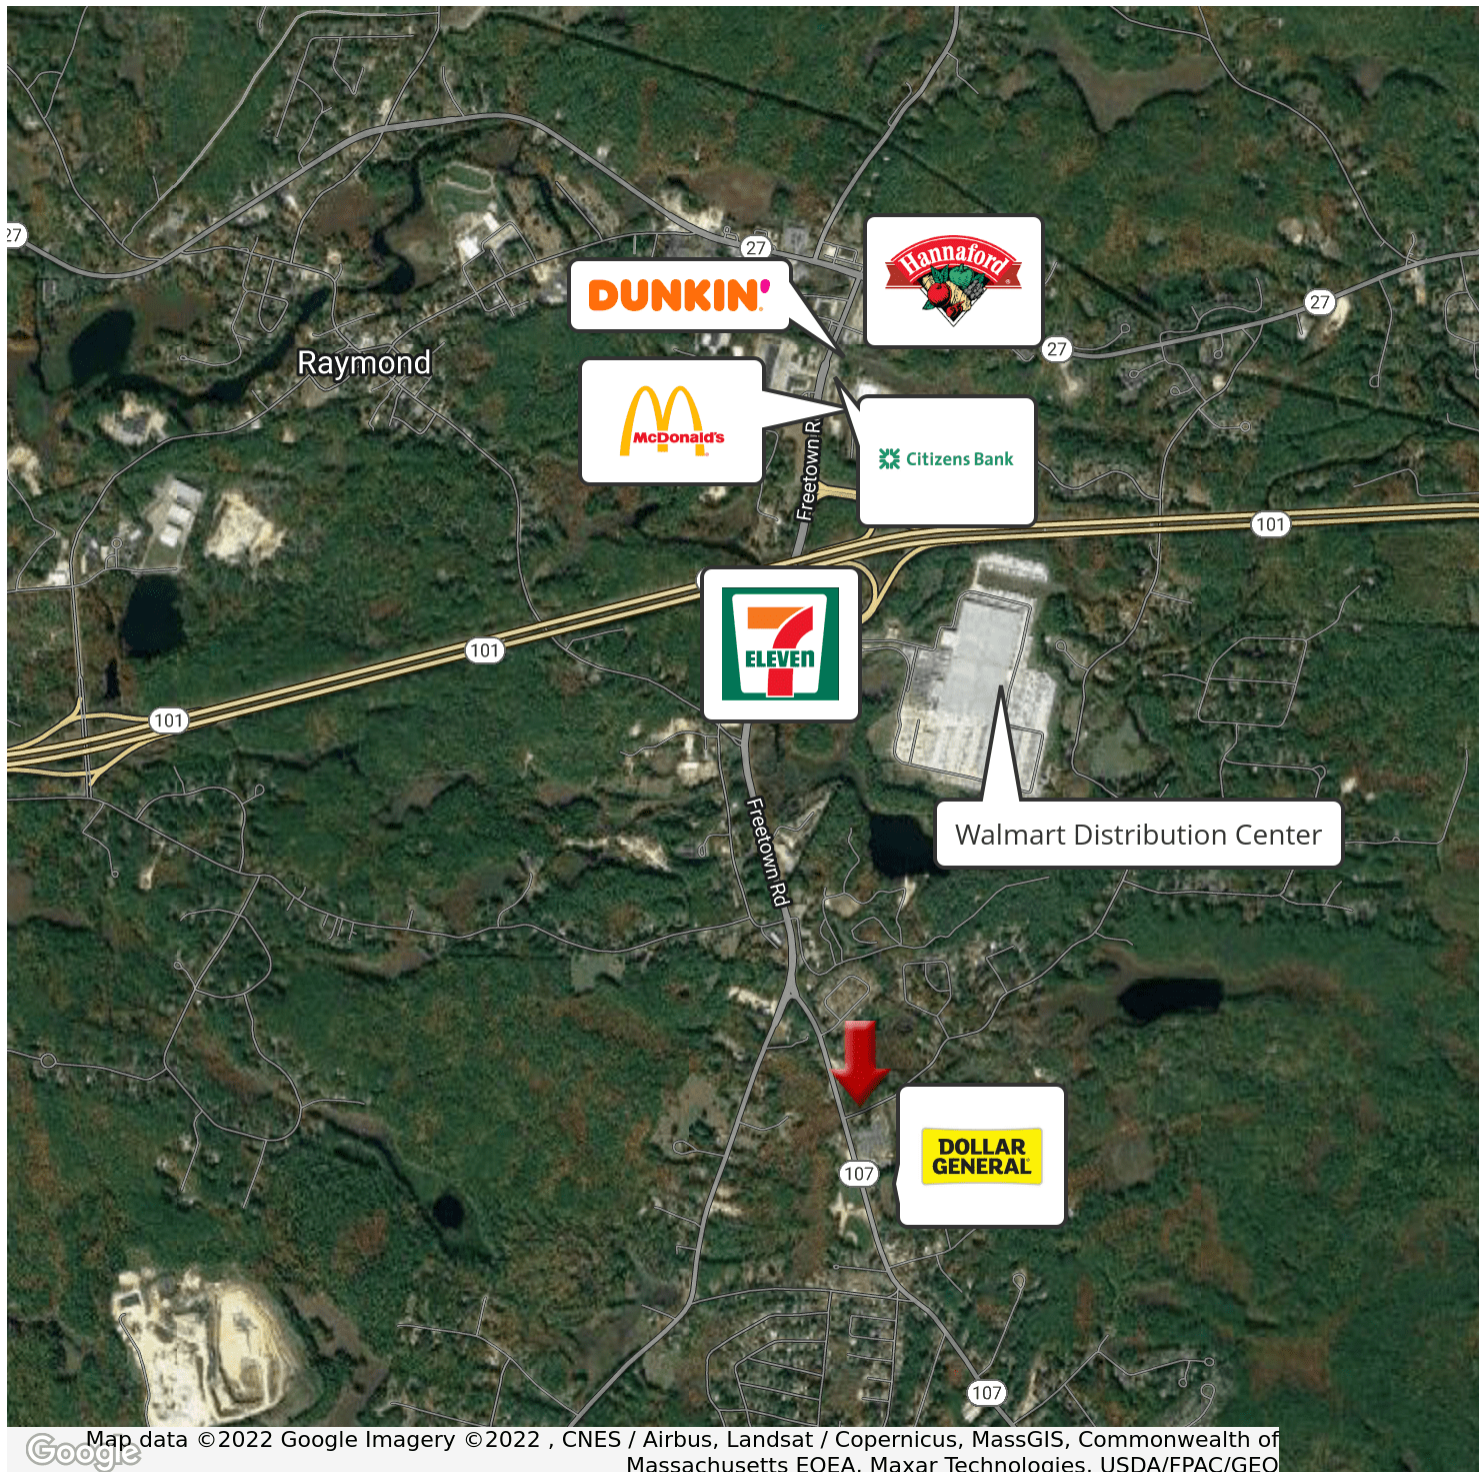 27
27
DUNKIN'
Hannaford
27
27
Raymond
McDonald's
Citizens Bank
Freetown R
101
7
ELEVEN
101
101
Freetown Rd
Walmart Distribution Center
DOLLAR
GENERAL
107
107
Google
Map data ©2022 Google Imagery ©2022 , CNES / Airbus, Landsat / Copernicus, MassGIS, Commonwealth of
Massachusetts EOEA, Maxar Technologies, USDA/FPAC/GEO